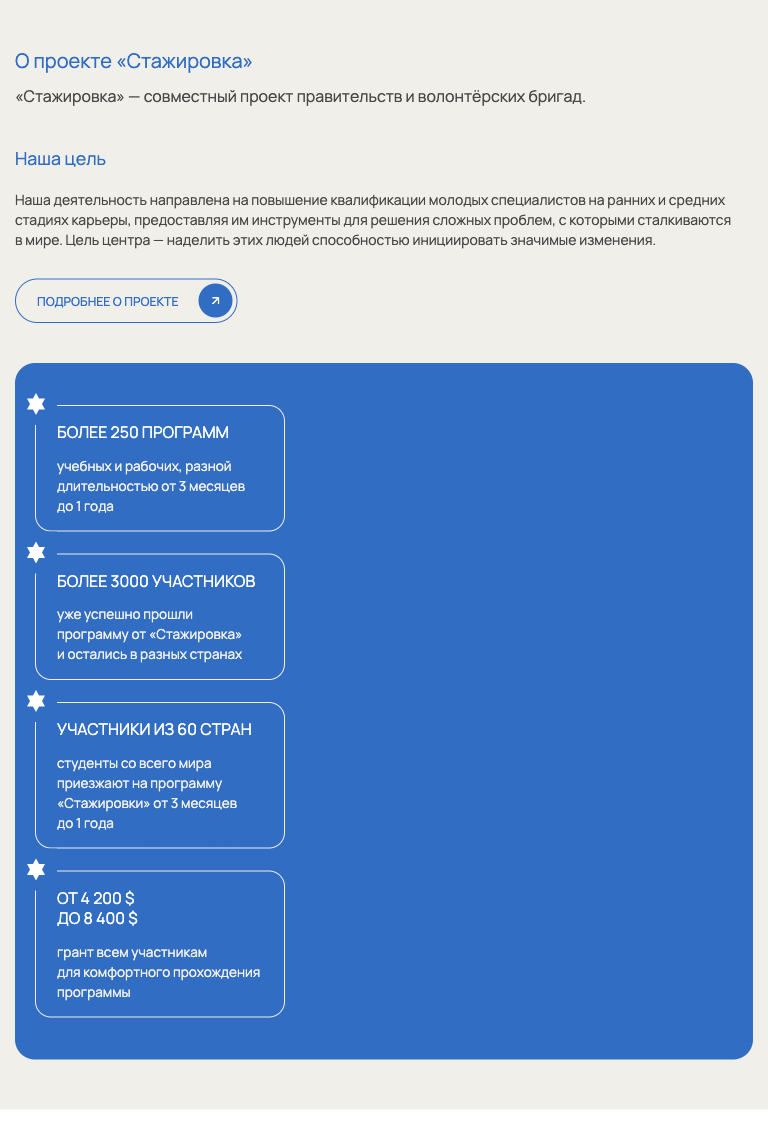 О проекте «Стажировка»
«Стажировка» — совместный проект правительств и волонтёрских бригад.
Наша цель
Наша деятельность направлена на повышение квалификации молодых специалистов на ранних и средних
стадиях карьеры, предоставляя им инструменты для решения сложных проблем, с которыми сталкиваются
в мире. Цель центра — наделить этих людей способностью инициировать значимые изменения.
ПОДРОБНЕЕ О ПРОЕКТЕ
БОЛЕЕ 250 ПРОГРАММ
учебных и рабочих, разной
длительностью от 3 месяцев
до 1 года
БОЛЕЕ 3000 УЧАСТНИКОВ
уже успешно прошли
программу от «Стажировка»
и остались в разных странах
УЧАСТНИКИ ИЗ 60 СТРАН
студенты со всего мира
приезжают на программу
«Стажировки» от 3 месяцев
до 1 года
ОТ 4 200 $
ДО 8 400 $
грант всем участникам
для комфортного прохождения
программы